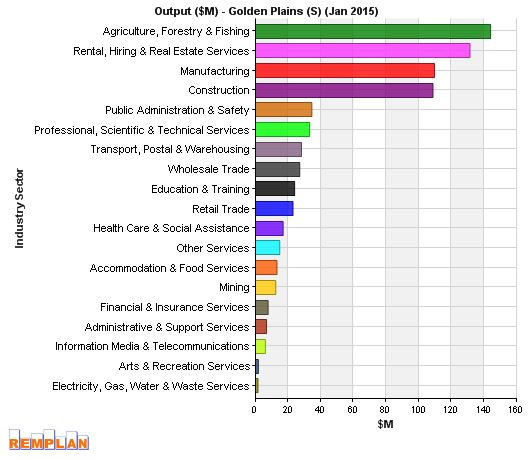 Output ($M) - Golden Plains (S) (Jan 2015)
Industry Sector
Agriculture, Forestry & Fishing
Rental, Hiring & Real Estate Services
Manufacturing
Construction
Public Administration & Safety
Professional, Scientific & Technical Services
Transport, Postal & Warehousing
Wholesale Trade
Education & Training
Retail Trade
Health Care & Social Assistance
Other Services
Accommodation & Food Services
Mining
Financial & Insurance Services
Administrative & Support Services
Information Media & Telecommunications
Arts & Recreation Services
Electricity, Gas, Water & Waste Services
0 20 40 60 80 100 120 140 160
$M
REMPLAN